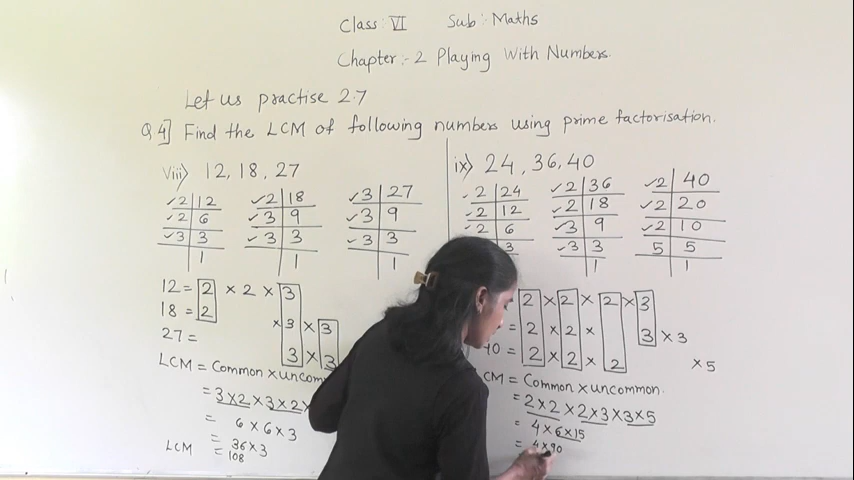 Class: VI Sub: Maths
Chapter:- 2 Playing With Numbers.
Let us practise 2.7
Q4] Find the LCM of following numbers using prime factorisation.
viii) 12, 18, 27
✓2 | 12 ✓2 | 18 ✓3 | 27
✓2 | 6 ✓3 | 9 ✓3 | 9
✓3 | 3 ✓3 | 3 ✓3 | 3
1 1 1
12 = 2 × 2 × 3
18 = 2 × 3 × 3
27 = 3 × 3
LCM = Common × uncom
= 3 × 2 × 3 × 2 ×
= 6 × 6 × 3
= 36 × 3
LCM = 108
ix) 24, 36, 40
✓2 | 24 ✓2 | 36 ✓2 | 40
✓2 | 12 ✓2 | 18 ✓2 | 20
✓2 | 6 ✓3 | 9 ✓2 | 10
3 ✓3 | 3 5 | 5
1 1
2 × 2 × 2 × 3
= 2 × 2 × 3 × 3
40 = 2 × 2 × 2 × 5
CM = Common × uncommon.
= 2 × 2 × 2 × 3 × 3 × 5
= 4 × 6 × 15
= 4 × 90